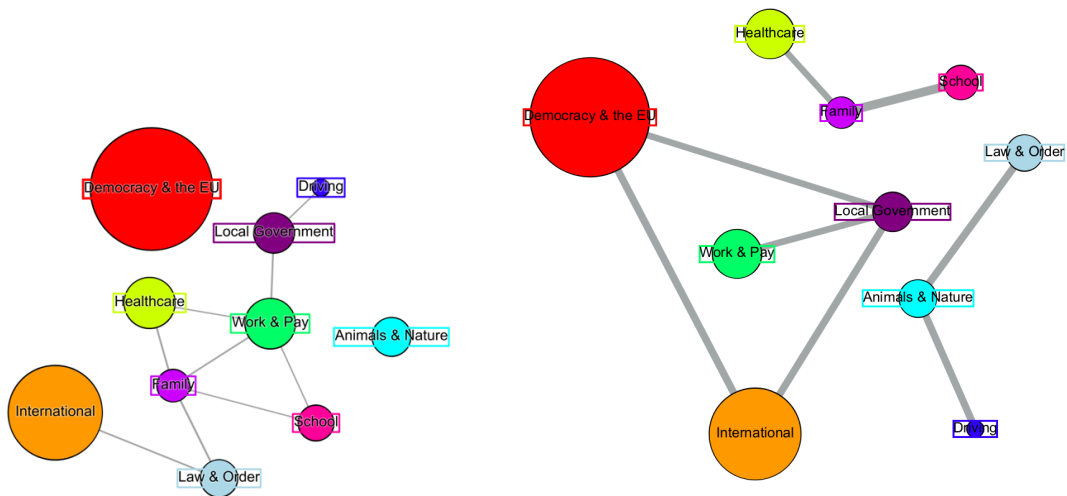 Democracy & the EU
Driving
Local Government
Healthcare
Work & Pay
Animals & Nature
Family
International
School
Law & Order
Healthcare
School
Democracy & the EU
Family
Law & Order
Local Government
Work & Pay
Animals & Nature
International
Driving